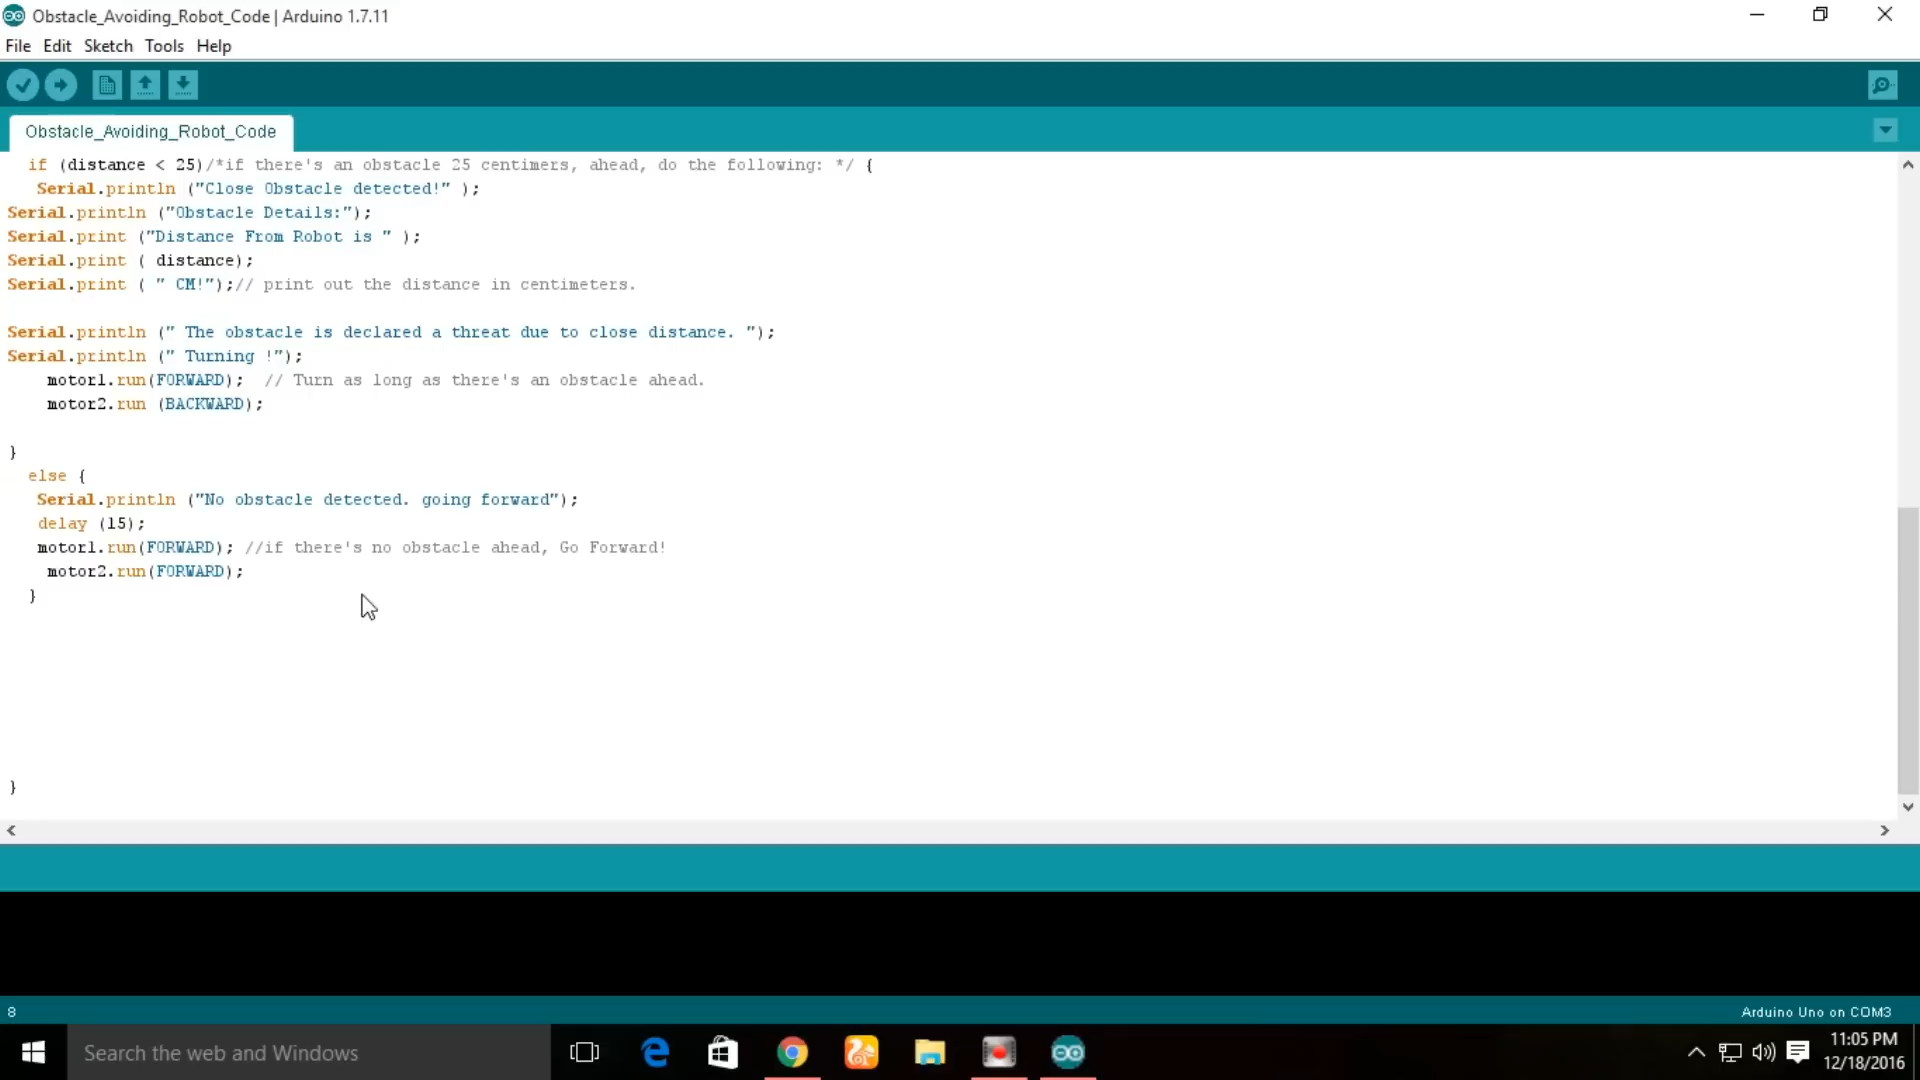 Obstacle_Avoiding_Robot_Code | Arduino 1.7.11
File Edit Sketch Tools Help
Obstacle_Avoiding_Robot_Code
if (distance < 25)/*if there's an obstacle 25 centimers, ahead, do the following: */ {
Serial.println ("Close Obstacle detected!" );
Serial.println ("Obstacle Details:");
Serial.print ("Distance From Robot is " );
Serial.print ( distance);
Serial.print ( " CM!");// print out the distance in centimeters.
Serial.println (" The obstacle is declared a threat due to close distance. ");
Serial.println (" Turning !");
motor1.run(FORWARD);  // Turn as long as there's an obstacle ahead.
motor2.run (BACKWARD);
}
else {
Serial.println ("No obstacle detected. going forward");
delay (15);
motor1.run(FORWARD); //if there's no obstacle ahead, Go Forward!
motor2.run(FORWARD);
}
}
8
Arduino Uno on COM3
Search the web and Windows
11:05 PM
12/18/2016